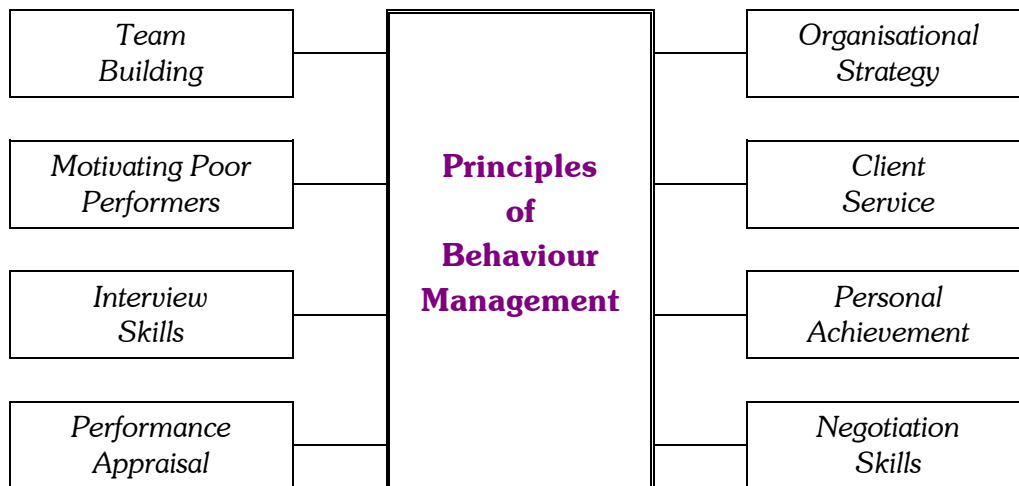 Team
Building
Organisational
Strategy
Motivating Poor
Performers
Principles
of
Behaviour
Management
Client
Service
Interview
Skills
Personal
Achievement
Performance
Appraisal
Negotiation
Skills